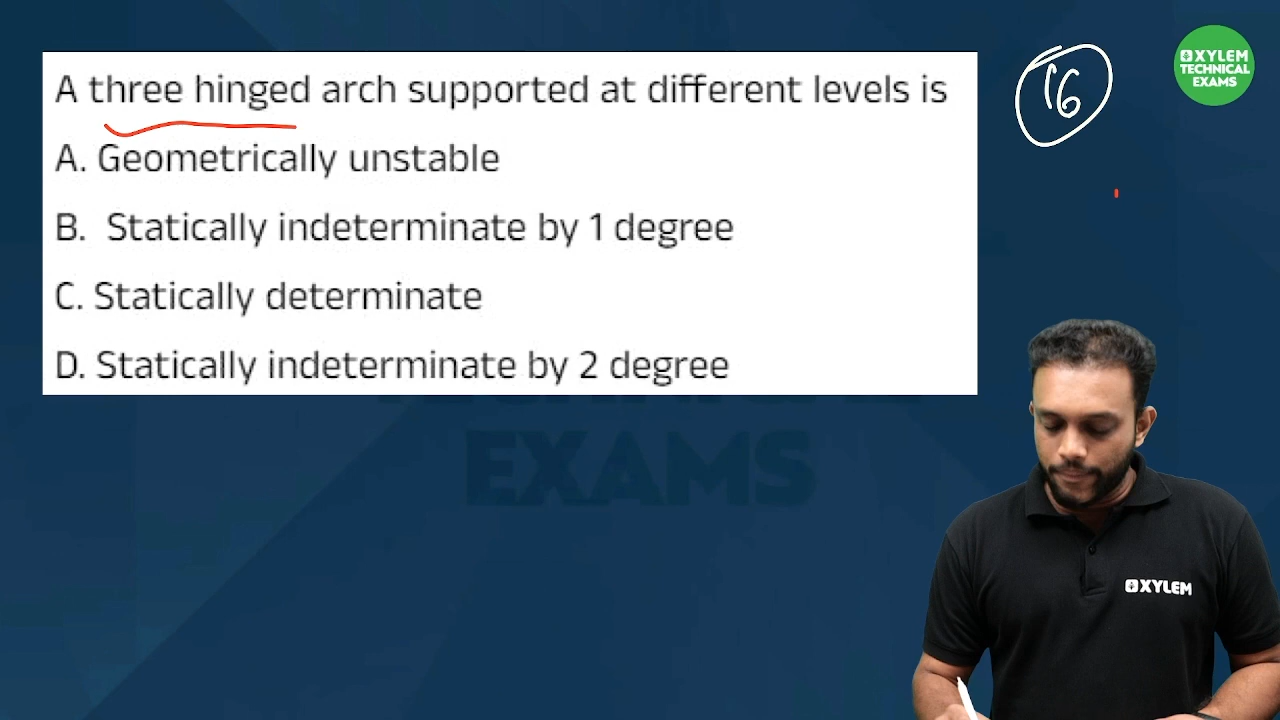 A three hinged arch supported at different levels is
A. Geometrically unstable
B. Statically indeterminate by 1 degree
C. Statically determinate
D. Statically indeterminate by 2 degree
16
XYLEM
TECHNICAL
EXAMS
EXAMS
XYLEM